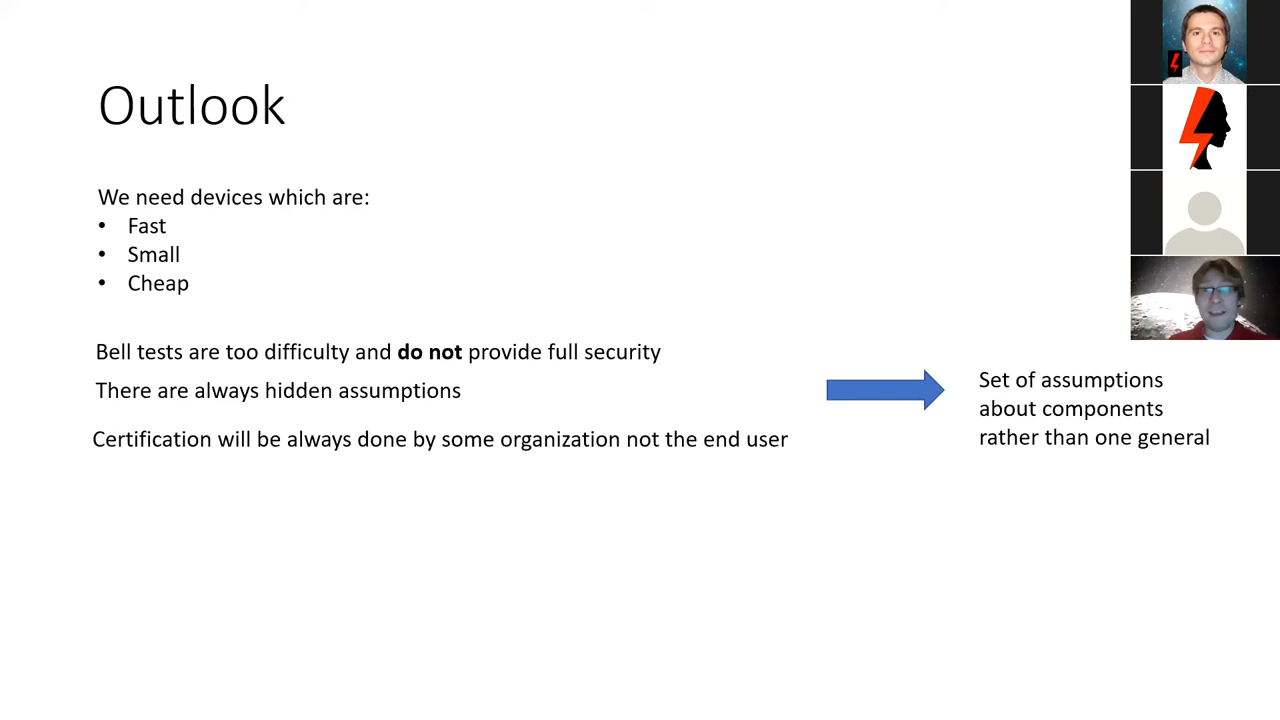 Outlook
We need devices which are:
• Fast
• Small
• Cheap
Bell tests are too difficulty and do not provide full security
There are always hidden assumptions
Certification will be always done by some organization not the end user
Set of assumptions
about components
rather than one general